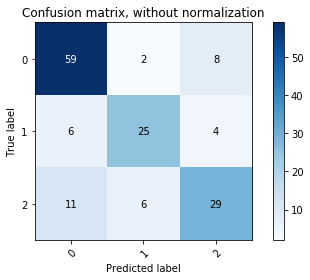 Confusion matrix, without normalization
0 59 2 8
1 6 25 4
2 11 6 29
0 1 2
True label
Predicted label
50
40
30
20
10